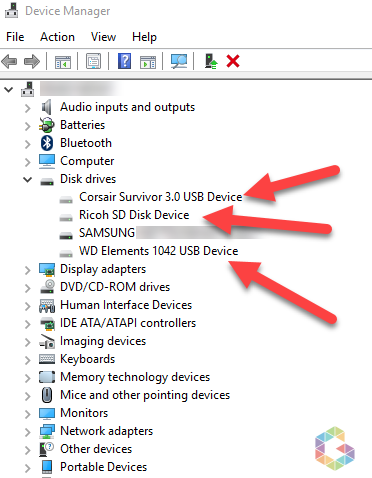 Device Manager
File Action View Help
Audio inputs and outputs
Batteries
Bluetooth
Computer
Disk drives
Corsair Survivor 3.0 USB Device
Ricoh SD Disk Device
SAMSUNG
WD Elements 1042 USB Device
Display adapters
DVD/CD-ROM drives
Human Interface Devices
IDE ATA/ATAPI controllers
Imaging devices
Keyboards
Memory technology devices
Mice and other pointing devices
Monitors
Network adapters
Other devices
Portable Devices